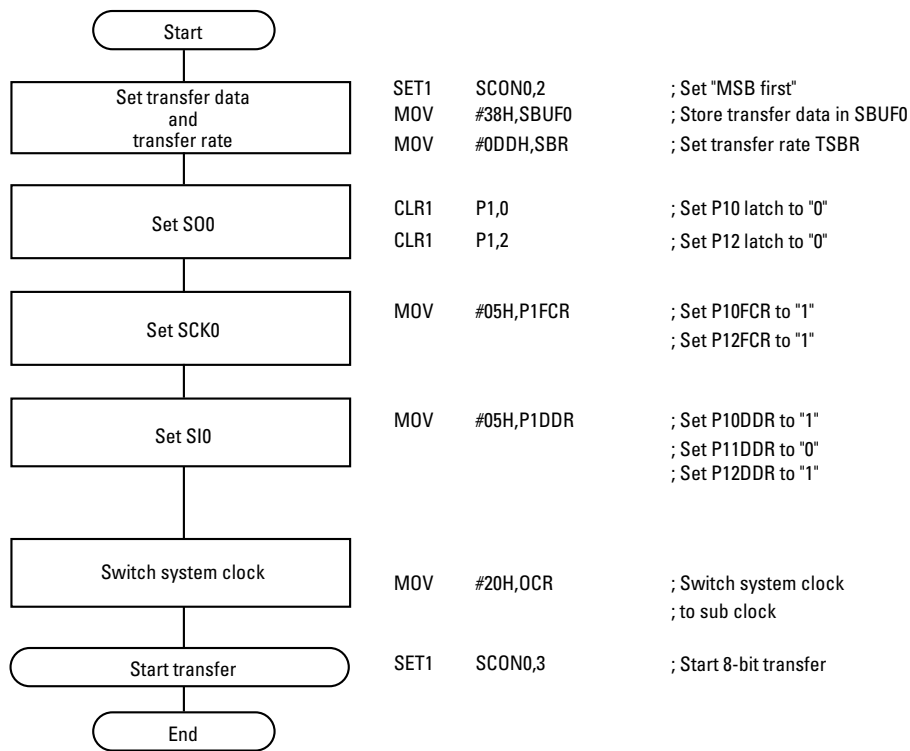 Start
Set transfer data
and
transfer rate
SET1 SCON0,2 ; Set "MSB first"
MOV #38H,SBUF0 ; Store transfer data in SBUF0
MOV #0DDH,SBR ; Set transfer rate TSBR
Set SO0
CLR1 P1,0 ; Set P10 latch to "0"
CLR1 P1,2 ; Set P12 latch to "0"
Set SCK0
MOV #05H,P1FCR ; Set P10FCR to "1"
; Set P12FCR to "1"
Set SI0
MOV #05H,P1DDR ; Set P10DDR to "1"
; Set P11DDR to "0"
; Set P12DDR to "1"
Switch system clock
MOV #20H,OCR ; Switch system clock
; to sub clock
Start transfer
SET1 SCON0,3 ; Start 8-bit transfer
End